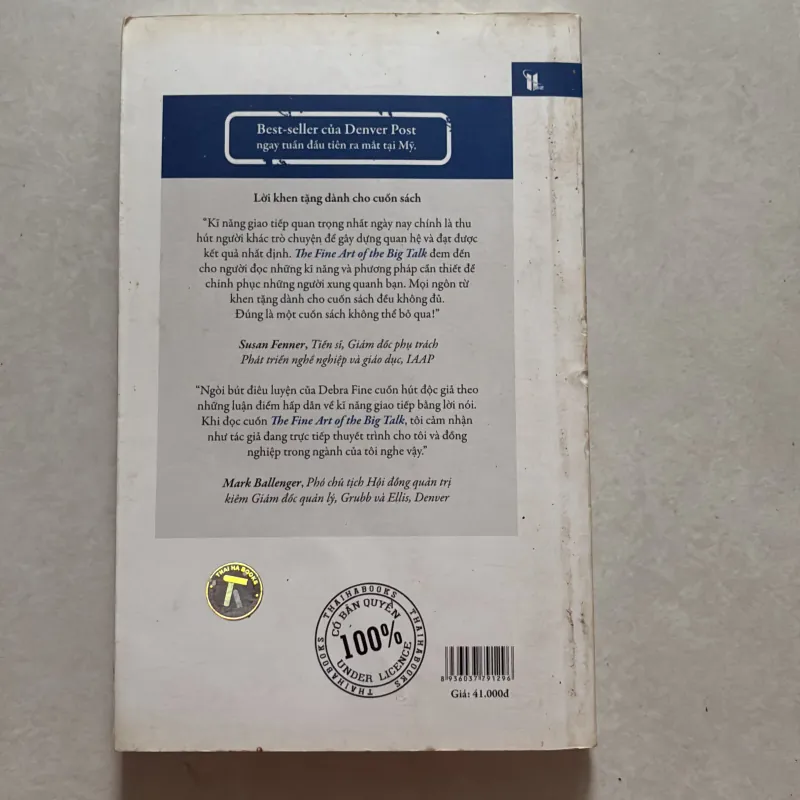 Best-seller của Denver Post
ngay tuần đầu tiên ra mắt tại Mỹ.
Lời khen tặng dành cho cuốn sách
“Kĩ năng giao tiếp quan trọng nhất ngày nay chính là thu
hút người khác trò chuyện để gây dựng quan hệ và đạt được
kết quả nhất định. The Fine Art of the Big Talk đem đến
cho người đọc những kĩ năng và phương pháp cần thiết để
chinh phục những người xung quanh bạn. Mọi ngôn từ
khen tặng dành cho cuốn sách đều không đủ.
Đúng là một cuốn sách không thể bỏ qua!”
Susan Fenner, Tiến sĩ, Giám đốc phụ trách
Phát triển nghề nghiệp và giáo dục, IAAP
“Ngòi bút điêu luyện của Debra Fine cuốn hút độc giả theo
những luận điểm hấp dẫn về kĩ năng giao tiếp bằng lời nói.
Khi đọc cuốn The Fine Art of the Big Talk, tôi cảm nhận
như tác giả đang trực tiếp thuyết trình cho tôi và đồng
nghiệp trong ngành của tôi nghe vậy.”
Mark Ballenger, Phó chủ tịch Hội đồng quản trị
kiêm Giám đốc quản lý, Grubb và Ellis, Denver
THAI HA BOOKS
THAIHABOOKS
THAIHABOOKS
THAIHABOOKS
CÓ BẢN QUYỀN
100%
UNDER LICENCE
8 936037 791296
Giá: 41.000đ